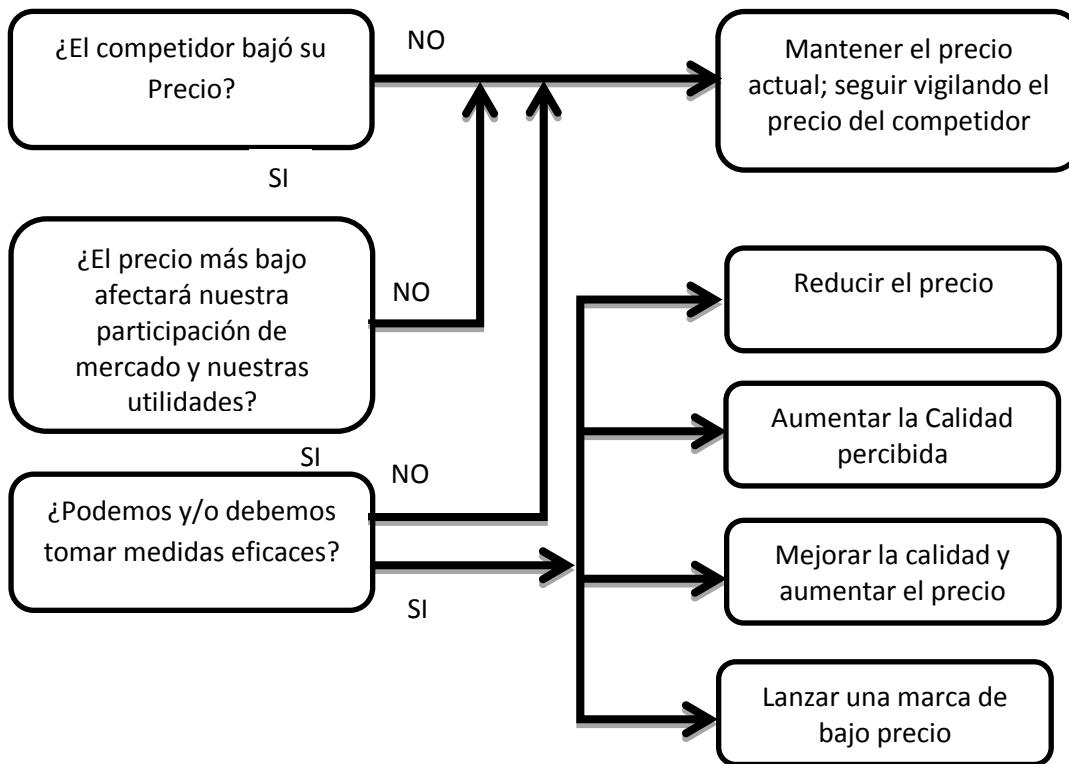 ¿El competidor bajó su
Precio?
NO
Mantener el precio
actual; seguir vigilando el
precio del competidor
SI
¿El precio más bajo
afectará nuestra
participación de
mercado y nuestras
utilidades?
NO
Reducir el precio
Aumentar la Calidad
percibida
SI
NO
¿Podemos y/o debemos
tomar medidas eficaces?
SI
Mejorar la calidad y
aumentar el precio
Lanzar una marca de
bajo precio